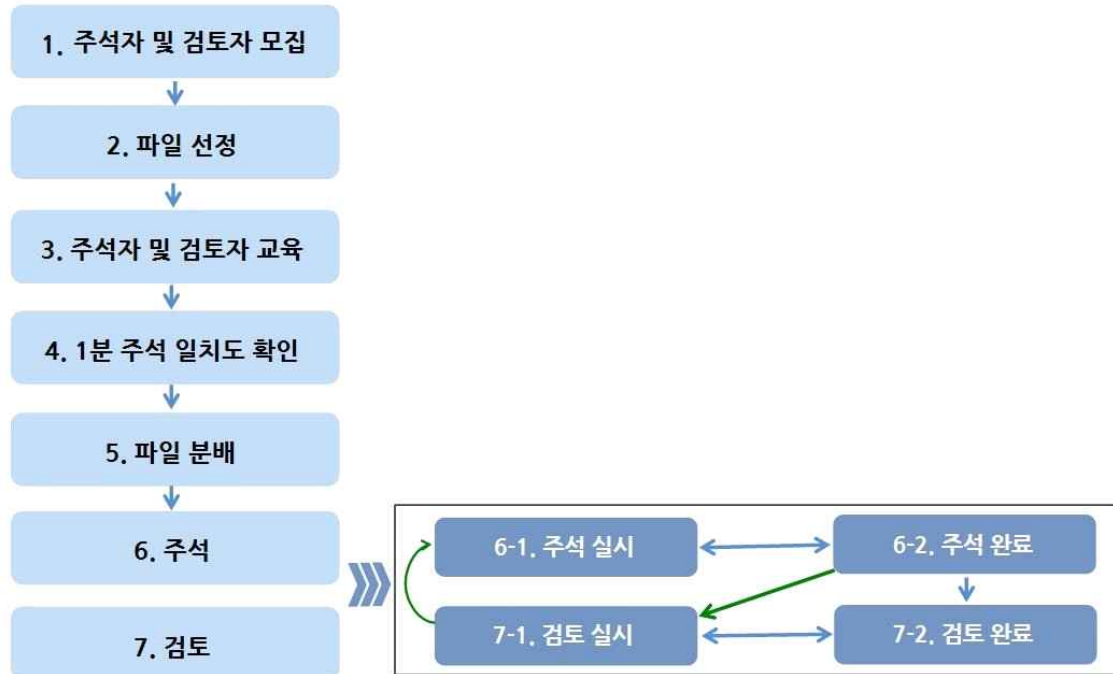 1. 주석자 및 검토자 모집
2. 파일 선정
3. 주석자 및 검토자 교육
4. 1분 주석 일치도 확인
5. 파일 분배
6. 주석
7. 검토
6-1. 주석 실시
6-2. 주석 완료
7-1. 검토 실시
7-2. 검토 완료